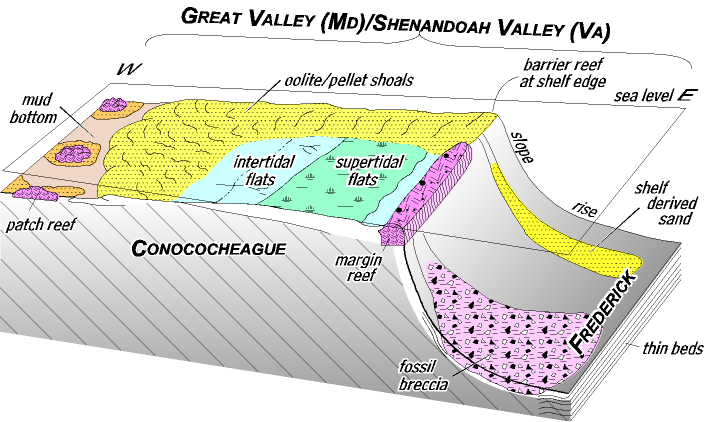 GREAT VALLEY (MD)/SHENANDOAH VALLEY (VA)
W
oolite/pellet shoals
barrier reef
at shelf edge
sea level E
mud
bottom
slope
intertidal
flats
supertidal
flats
shelf
derived
sand
rise
patch reef
CONOCOCHEAGUE
margin
reef
FREDERICK
thin beds
fossil
breccia